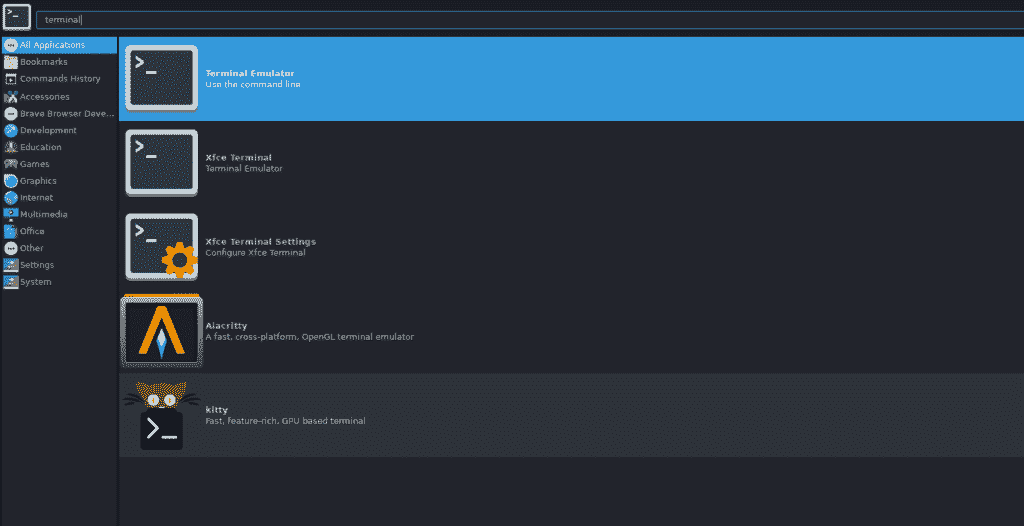 terminal
All Applications
Bookmarks
Commands History
Accessories
Brave Browser Deve...
Development
Education
Games
Graphics
Internet
Multimedia
Office
Other
Settings
System
Terminal Emulator
Use the command line
Xfce Terminal
Terminal Emulator
Xfce Terminal Settings
Configure Xfce Terminal
Alacritty
A fast, cross-platform, OpenGL terminal emulator
kitty
Fast, feature-rich, GPU based terminal